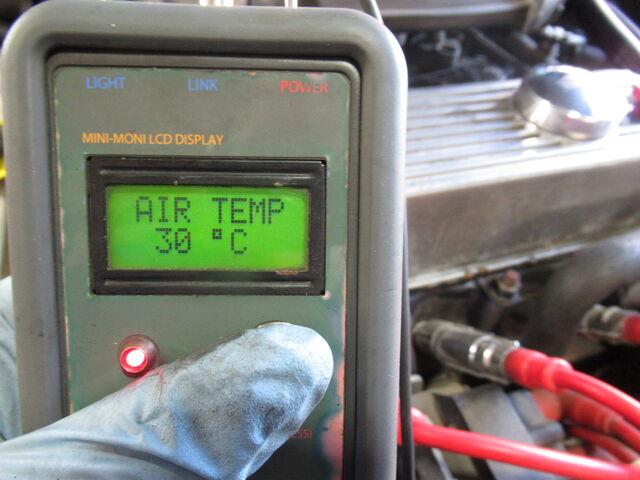 LIGHT LINK POWER
MINI-MONI LCD DISPLAY
AIR TEMP
30 °C